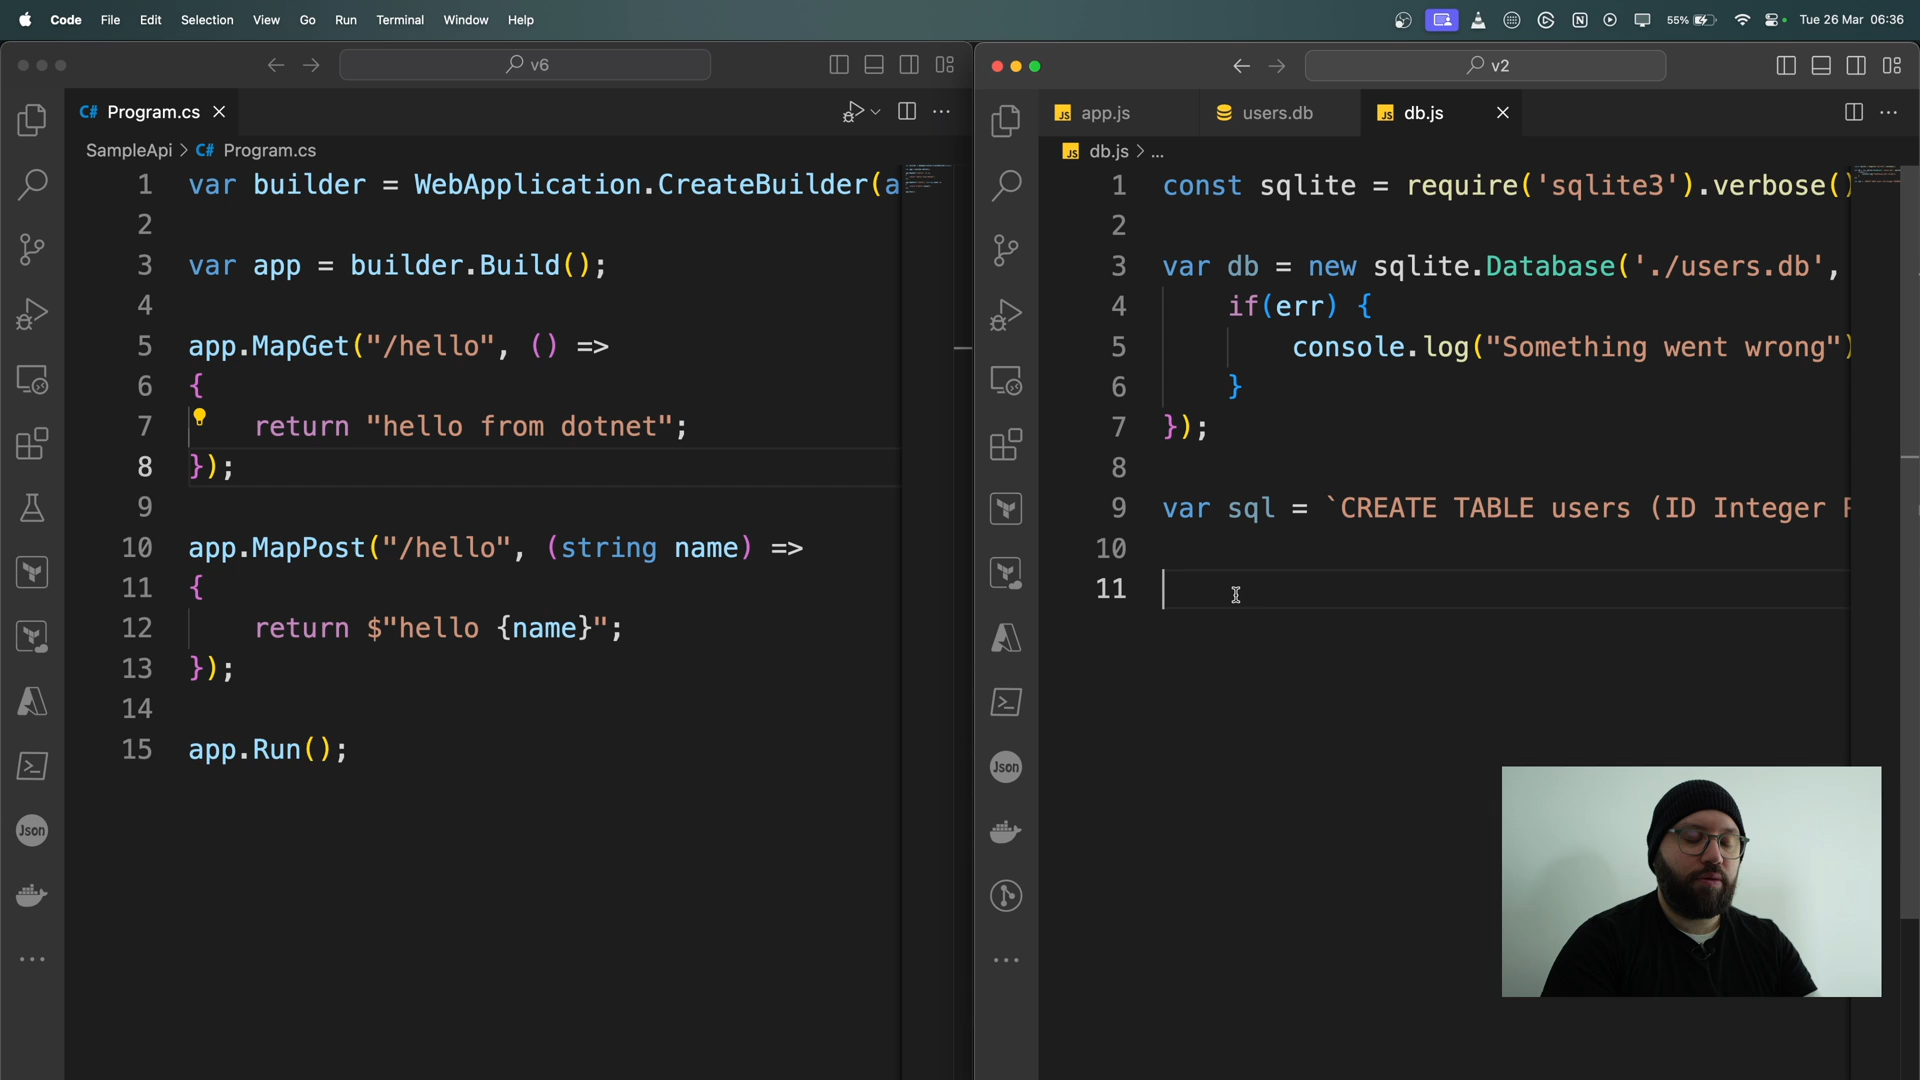 Code File Edit Selection View Go Run Terminal Window Help
55% Tue 26 Mar 06:36
v6
C# Program.cs
SampleApi > C# Program.cs
1 var builder = WebApplication.CreateBuilder(a
2
3 var app = builder.Build();
4
5 app.MapGet("/hello", () =>
6 {
7 return "hello from dotnet";
8 });
9
10 app.MapPost("/hello", (string name) =>
11 {
12 return $"hello {name}";
13 });
14
15 app.Run();
Json
v2
JS app.js users.db JS db.js
JS db.js > ...
1 const sqlite = require('sqlite3').verbose()
2
3 var db = new sqlite.Database('./users.db',
4 if(err) {
5 console.log("Something went wrong")
6 }
7 });
8
9 var sql = `CREATE TABLE users (ID Integer P
10
11
Json